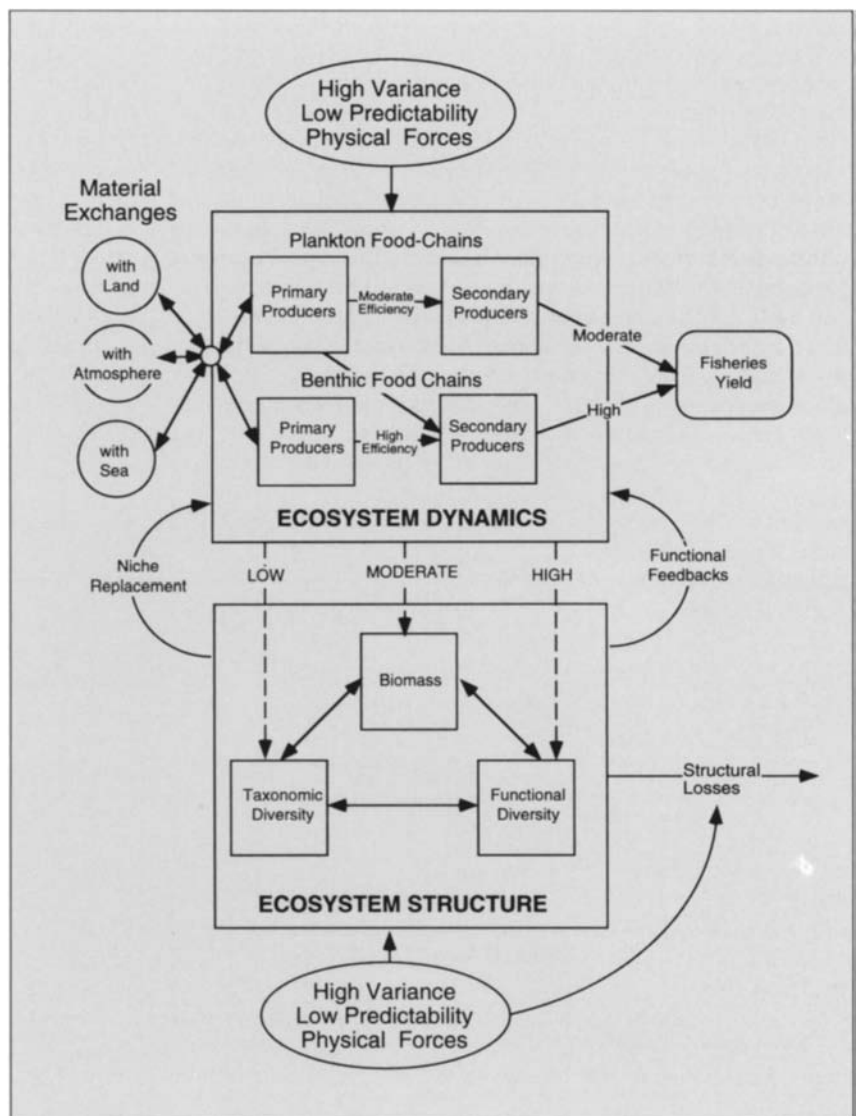 High Variance
Low Predictability
Physical Forces
Material
Exchanges
with
Land
with
Atmosphere
with
Sea
Plankton Food-Chains
Primary
Producers
Moderate
Efficiency
Secondary
Producers
Moderate
Benthic Food Chains
Primary
Producers
High
Efficiency
Secondary
Producers
High
Fisheries
Yield
ECOSYSTEM DYNAMICS
Niche
Replacement
LOW
MODERATE
HIGH
Functional
Feedbacks
Biomass
Taxonomic
Diversity
Functional
Diversity
Structural
Losses
ECOSYSTEM STRUCTURE
High Variance
Low Predictability
Physical Forces